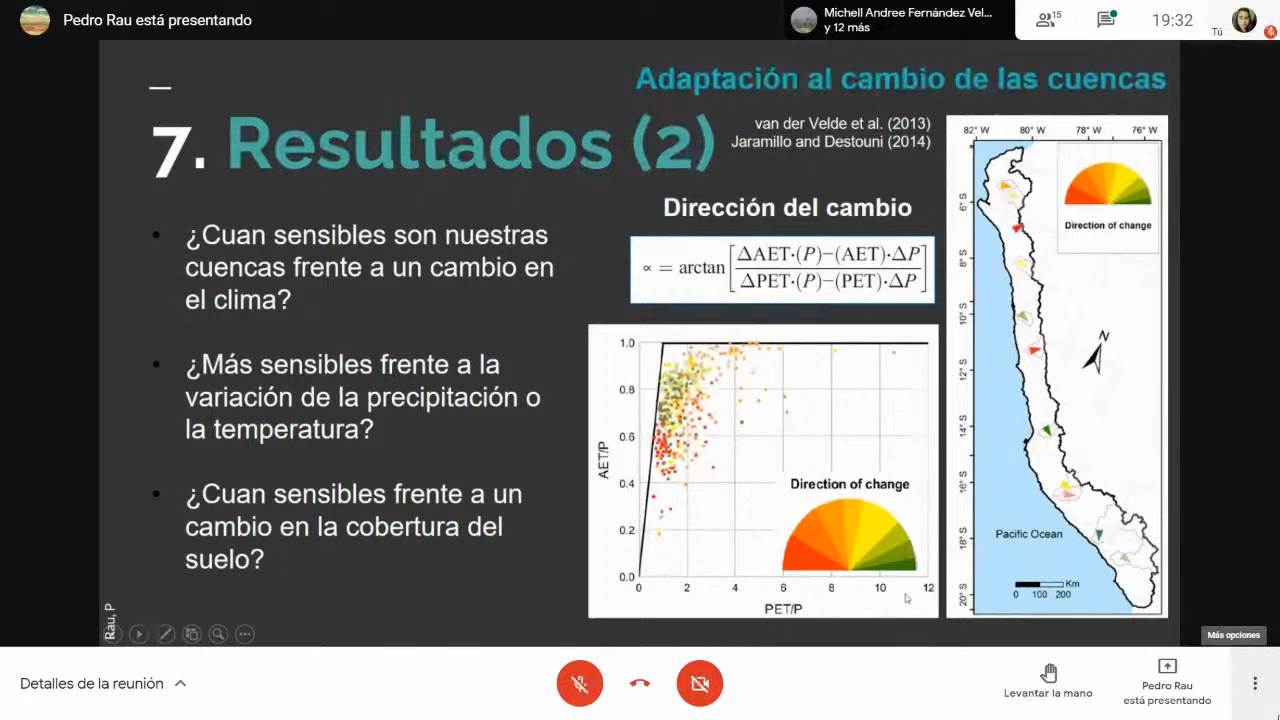 Pedro Rau está presentando
Michell Andree Fernández Vel...
y 12 más
15
19:32
Tú
Adaptación al cambio de las cuencas
7. Resultados (2)
van der Velde et al. (2013)
Jaramillo and Destouni (2014)
¿Cuan sensibles son nuestras
cuencas frente a un cambio en
el clima?
¿Más sensibles frente a la
variación de la precipitación o
la temperatura?
¿Cuan sensibles frente a un
cambio en la cobertura del
suelo?
Dirección del cambio
∝ = arctan[ΔAET·(P)−(AET)·ΔP / ΔPET·(P)−(PET)·ΔP]
AET/P
1.0
0.8
0.6
0.4
0.2
0.0
0 2 4 6 8 10 12
PET/P
Direction of change
82° W 80° W 78° W 76° W
6° S
8° S
10° S
12° S
14° S
16° S
18° S
20° S
Direction of change
N
Pacific Ocean
Km
0 100 200
Rau, P
Más opciones
Detalles de la reunión
Levantar la mano
Pedro Rau
está presentando